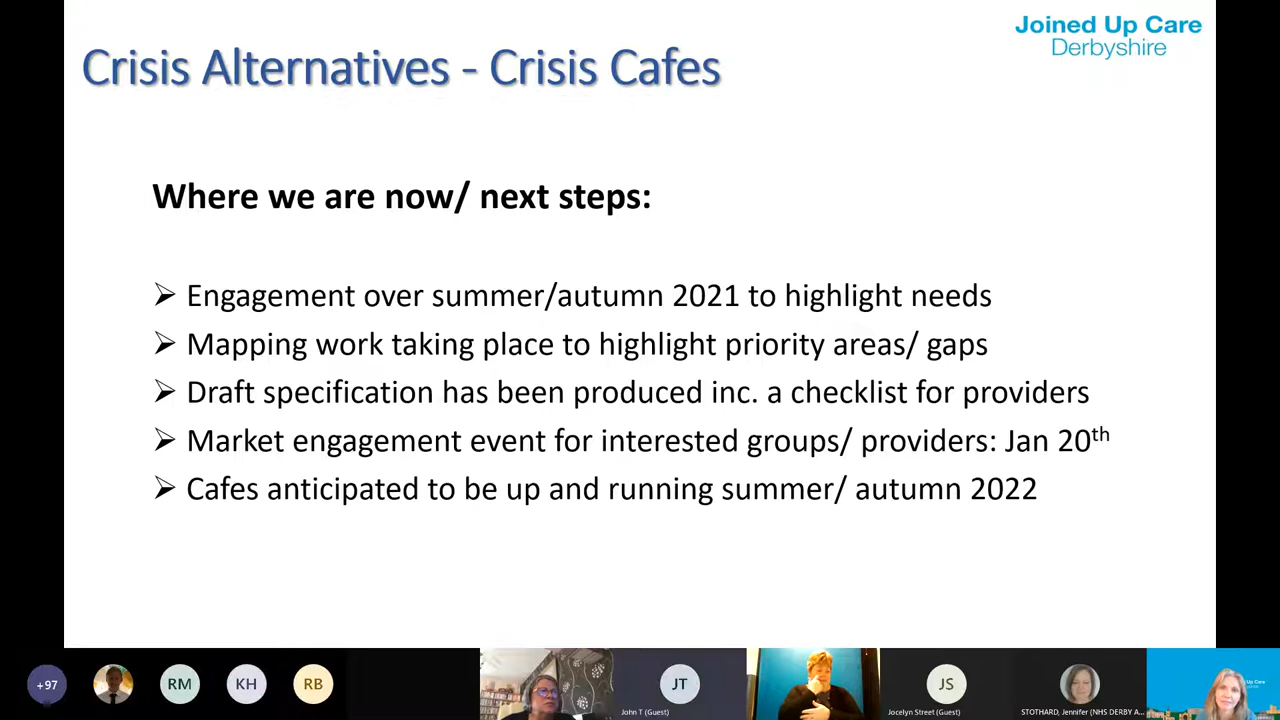 Joined Up Care
Derbyshire
Crisis Alternatives - Crisis Cafes
Where we are now/ next steps:
➢ Engagement over summer/autumn 2021 to highlight needs
➢ Mapping work taking place to highlight priority areas/ gaps
➢ Draft specification has been produced inc. a checklist for providers
➢ Market engagement event for interested groups/ providers: Jan 20th
➢ Cafes anticipated to be up and running summer/ autumn 2022
+97
RM
KH
RB
JT
John T (Guest)
JS
Jocelyn Street (Guest)
STOTHARD, Jennifer (NHS DERBY A...
Up Care